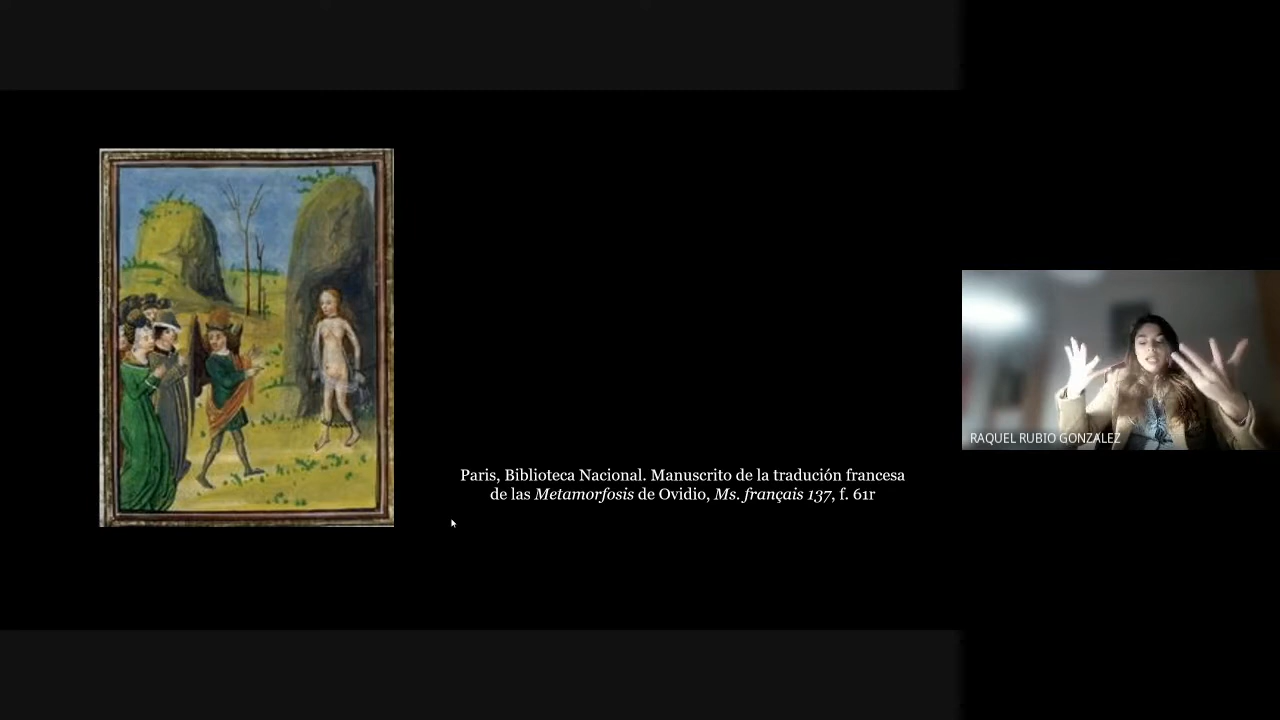 Paris, Biblioteca Nacional. Manuscrito de la tradución francesa
de las Metamorfosis de Ovidio, Ms. français 137, f. 61r
RAQUEL RUBIO GONZALEZ